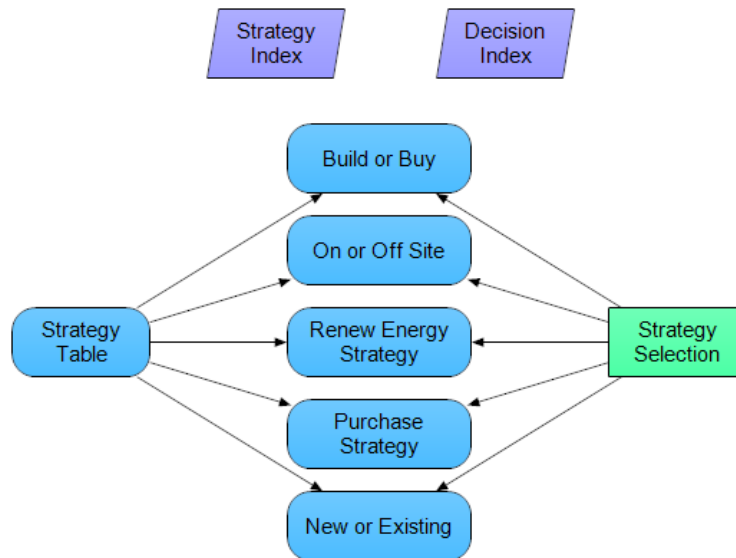 Strategy
Index
Decision
Index
Build or Buy
On or Off Site
Strategy
Table
Renew Energy
Strategy
Strategy
Selection
Purchase
Strategy
New or Existing